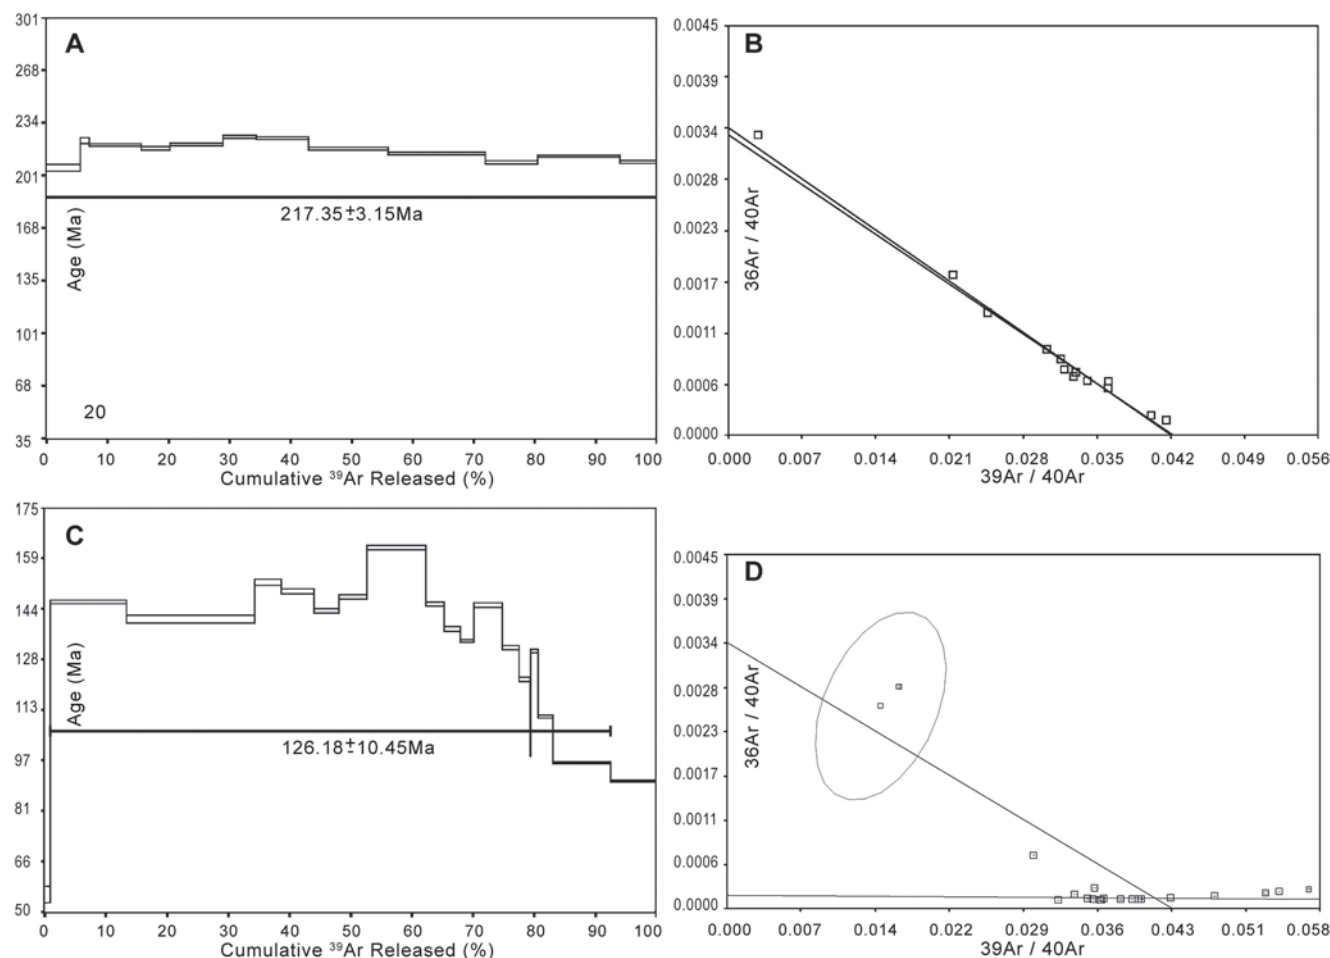 A
301
268
234
201
168
135
101
68
35
Age (Ma)
217.35±3.15Ma
20
0 10 20 30 40 50 60 70 80 90 100
Cumulative ³⁹Ar Released (%)
B
0.0045
0.0039
0.0034
0.0028
0.0023
0.0017
0.0011
0.0006
0.0000
36Ar / 40Ar
0.000 0.007 0.014 0.021 0.028 0.035 0.042 0.049 0.056
39Ar / 40Ar
C
175
159
144
128
113
97
81
66
50
Age (Ma)
126.18±10.45Ma
0 10 20 30 40 50 60 70 80 90 100
Cumulative ³⁹Ar Released (%)
D
0.0045
0.0039
0.0034
0.0028
0.0023
0.0017
0.0011
0.0006
0.0000
36Ar / 40Ar
0.000 0.007 0.014 0.022 0.029 0.036 0.043 0.051 0.058
39Ar / 40Ar